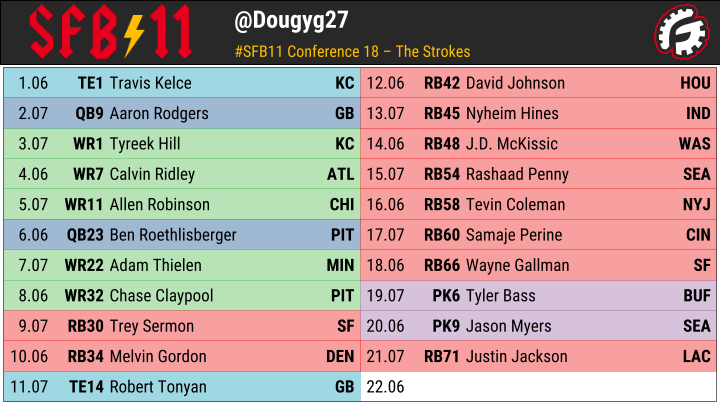 SFB 11
@Dougyg27
#SFB11 Conference 18 – The Strokes
1.06 TE1 Travis Kelce KC
2.07 QB9 Aaron Rodgers GB
3.07 WR1 Tyreek Hill KC
4.06 WR7 Calvin Ridley ATL
5.07 WR11 Allen Robinson CHI
6.06 QB23 Ben Roethlisberger PIT
7.07 WR22 Adam Thielen MIN
8.06 WR32 Chase Claypool PIT
9.07 RB30 Trey Sermon SF
10.06 RB34 Melvin Gordon DEN
11.07 TE14 Robert Tonyan GB
12.06 RB42 David Johnson HOU
13.07 RB45 Nyheim Hines IND
14.06 RB48 J.D. McKissic WAS
15.07 RB54 Rashaad Penny SEA
16.06 RB58 Tevin Coleman NYJ
17.07 RB60 Samaje Perine CIN
18.06 RB66 Wayne Gallman SF
19.07 PK6 Tyler Bass BUF
20.06 PK9 Jason Myers SEA
21.07 RB71 Justin Jackson LAC
22.06